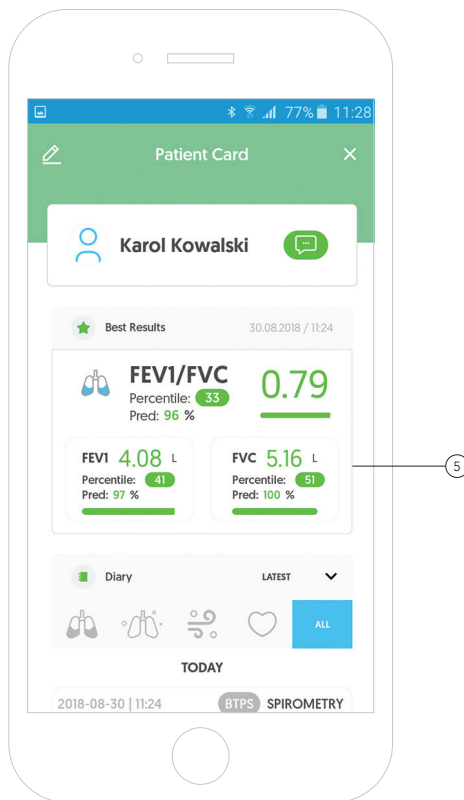 77% 11:28
Patient Card
Karol Kowalski
Best Results 30.08.2018 / 11:24
FEV1/FVC 0.79
Percentile: 33
Pred: 96 %
FEV1 4.08 L
Percentile: 41
Pred: 97 %
FVC 5.16 L
Percentile: 51
Pred: 100 %
5
Diary LATEST
ALL
TODAY
2018-08-30 | 11:24 BTPS SPIROMETRY